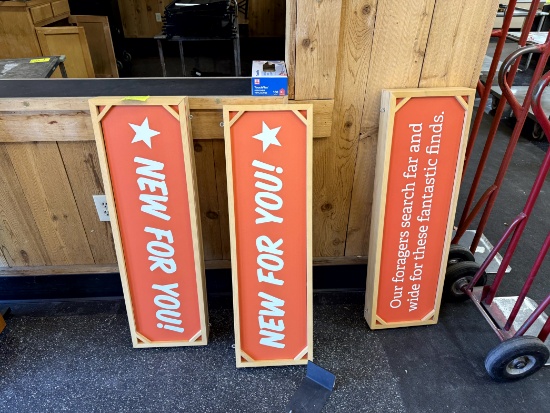 NEW FOR YOU!
NEW FOR YOU!
Our foragers search far and
wide for these fantastic finds.